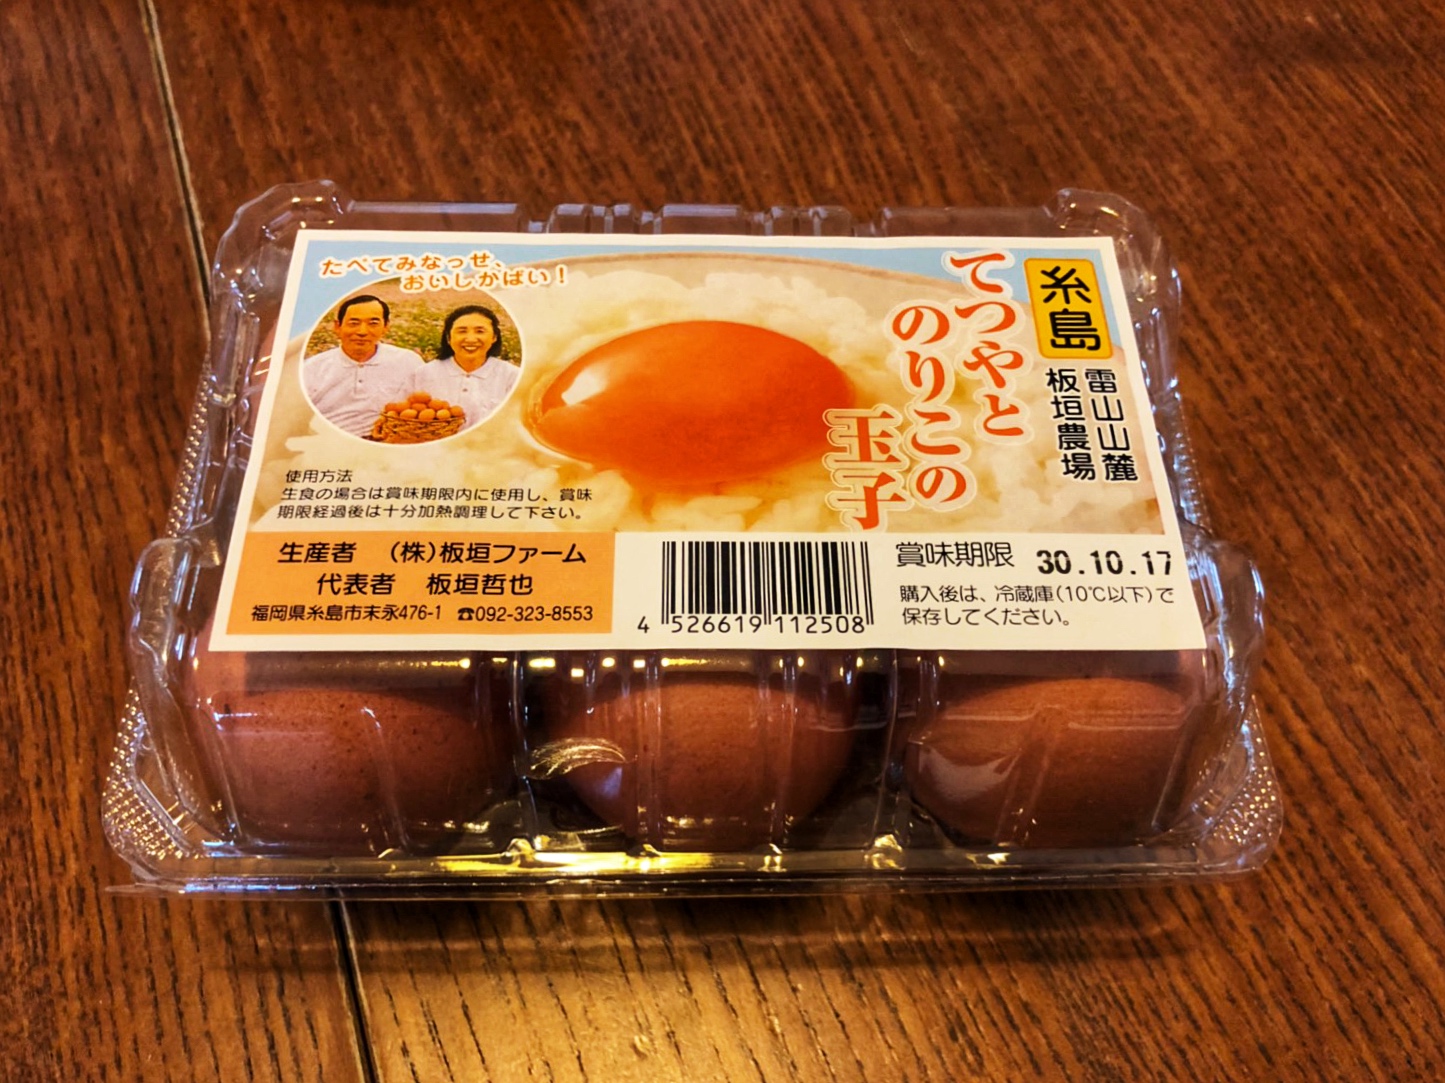 たべてみなっせ、
おいしかばい！
てつやと
のりこの
玉子
糸島
雷山山麓
板垣農場
使用方法
生食の場合は賞味期限内に使用し、賞味
期限経過後は十分加熱調理して下さい。
生産者 （株）板垣ファーム
代表者 板垣哲也
福岡県糸島市末永476-1 ☎092-323-8553
4 526619 112508
賞味期限 30.10.17
購入後は、冷蔵庫（10℃以下）で
保存してください。